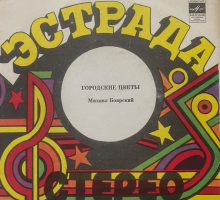 ЭСТРАДА
ГОРОДСКИЕ ЦВЕТЫ
Михаил Боярский
СТЕРЕО